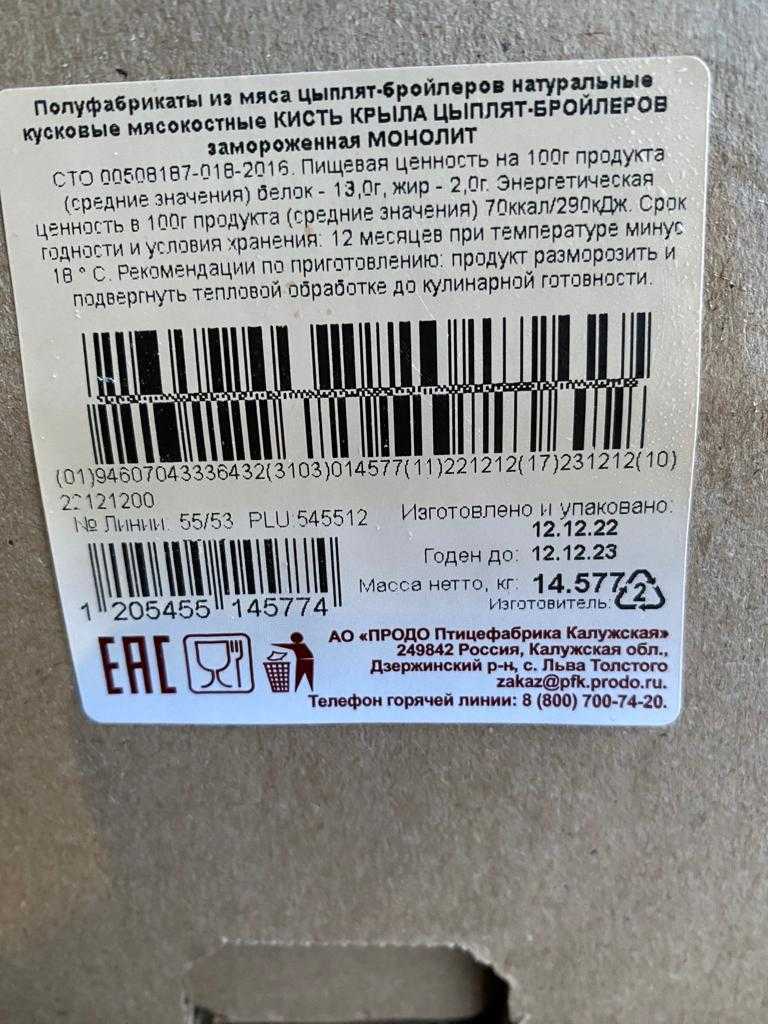 Полуфабрикаты из мяса цыплят-бройлеров натуральные
кусковые мясокостные КИСТЬ КРЫЛА ЦЫПЛЯТ-БРОЙЛЕРОВ
замороженная МОНОЛИТ
СТО 00508187-018-2016. Пищевая ценность на 100г продукта
(средние значения) белок - 13,0г, жир - 2,0г. Энергетическая
ценность в 100г продукта (средние значения) 70ккал/290кДж. Срок
годности и условия хранения: 12 месяцев при температуре минус
18 ° С. Рекомендации по приготовлению: продукт разморозить и
подвергнуть тепловой обработке до кулинарной готовности.
(01)94607043336432(3103)014577(11)221212(17)231212(10)
22121200
№ Линии: 55/53 PLU:545512
Изготовлено и упаковано:
12.12.22
Годен до: 12.12.23
Масса нетто, кг: 14.577
2
1 205455 145774
Изготовитель:
EAC
АО «ПРОДО Птицефабрика Калужская»
249842 Россия, Калужская обл.,
Дзержинский р-н, с. Льва Толстого
zakaz@pfk.prodo.ru.
Телефон горячей линии: 8 (800) 700-74-20.